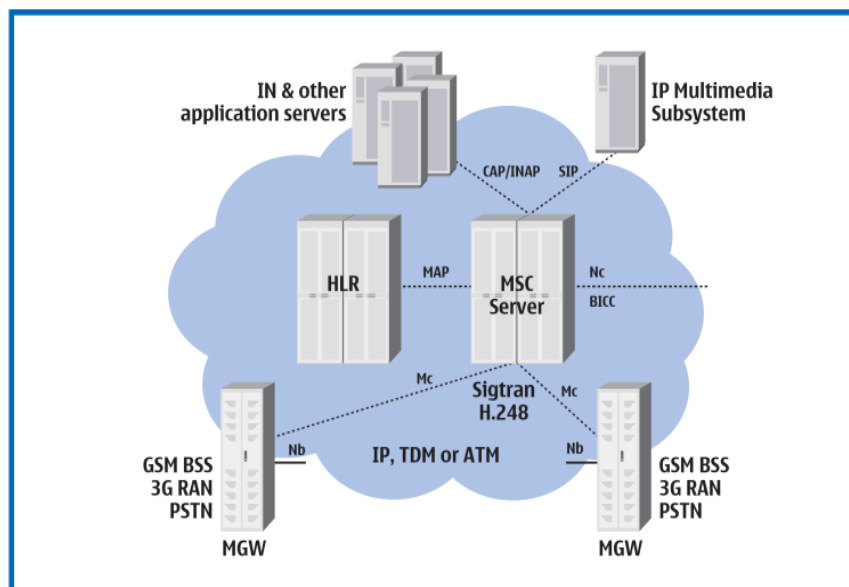 IN & other
application servers
IP Multimedia
Subsystem
CAP/INAP
SIP
HLR
MAP
MSC
Server
Nc
BICC
Mc
Sigtran
H.248
Mc
Nb
IP, TDM or ATM
Nb
GSM BSS
3G RAN
PSTN
GSM BSS
3G RAN
PSTN
MGW
MGW